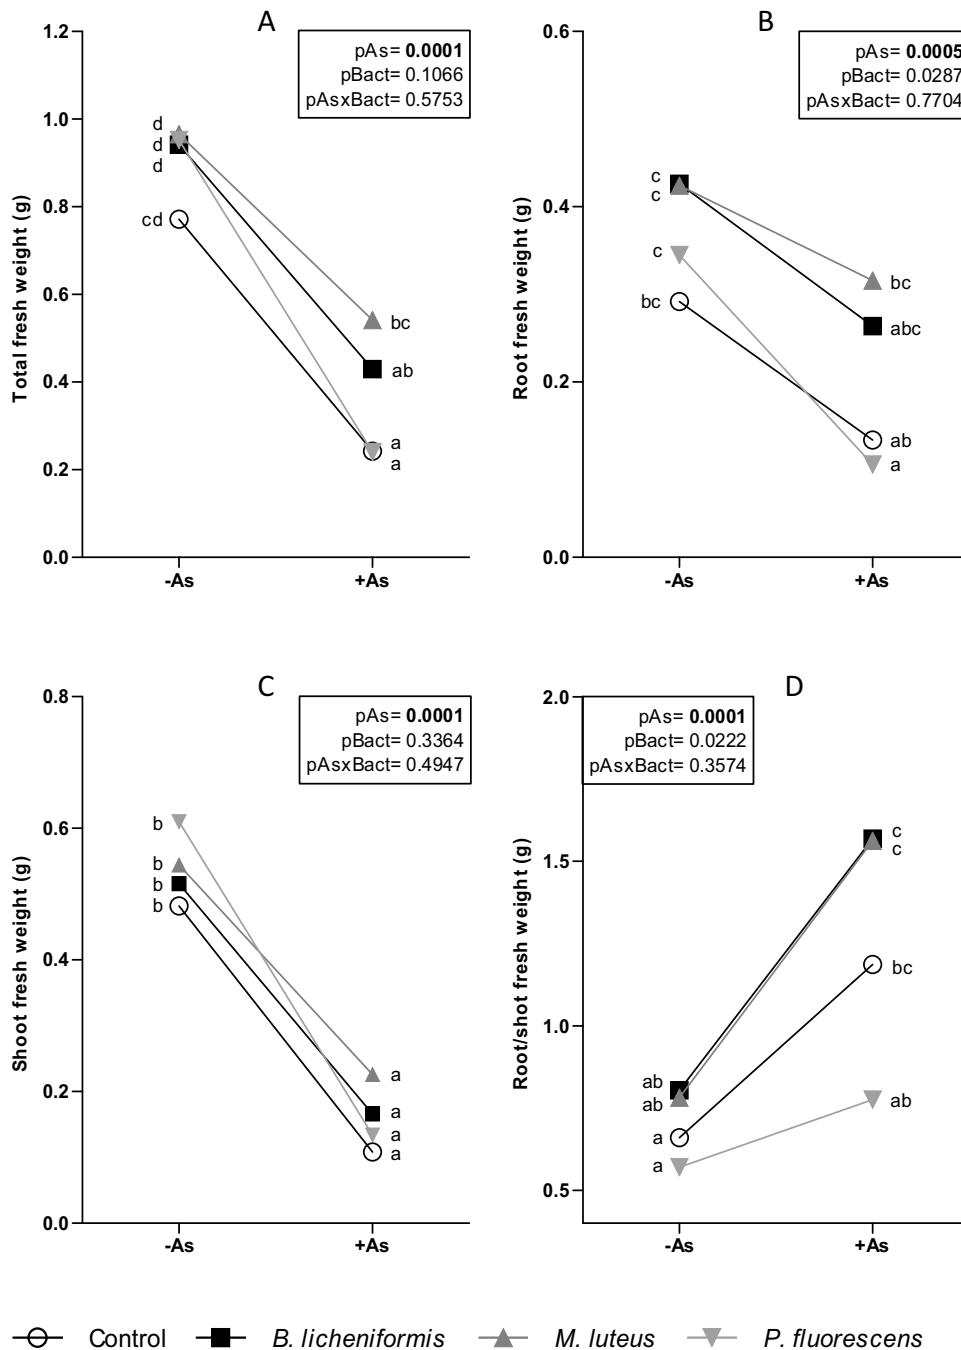 A
pAs= 0.0001
pBact= 0.1066
pAsxBact= 0.5753
Total fresh weight (g)
1.2
1.0
0.8
0.6
0.4
0.2
0.0
d
d
d
cd
bc
ab
a
a
-As
+As
B
pAs= 0.0005
pBact= 0.0287
pAsxBact= 0.7704
Root fresh weight (g)
0.6
0.4
0.2
0.0
c
c
c
bc
bc
abc
ab
a
-As
+As
C
pAs= 0.0001
pBact= 0.3364
pAsxBact= 0.4947
Shoot fresh weight (g)
0.8
0.6
0.4
0.2
0.0
b
b
b
b
a
a
a
a
-As
+As
D
pAs= 0.0001
pBact= 0.0222
pAsxBact= 0.3574
Root/shot fresh weight (g)
2.0
1.5
1.0
0.5
ab
ab
a
a
c
c
bc
ab
-As
+As
Control
B. licheniformis
M. luteus
P. fluorescens